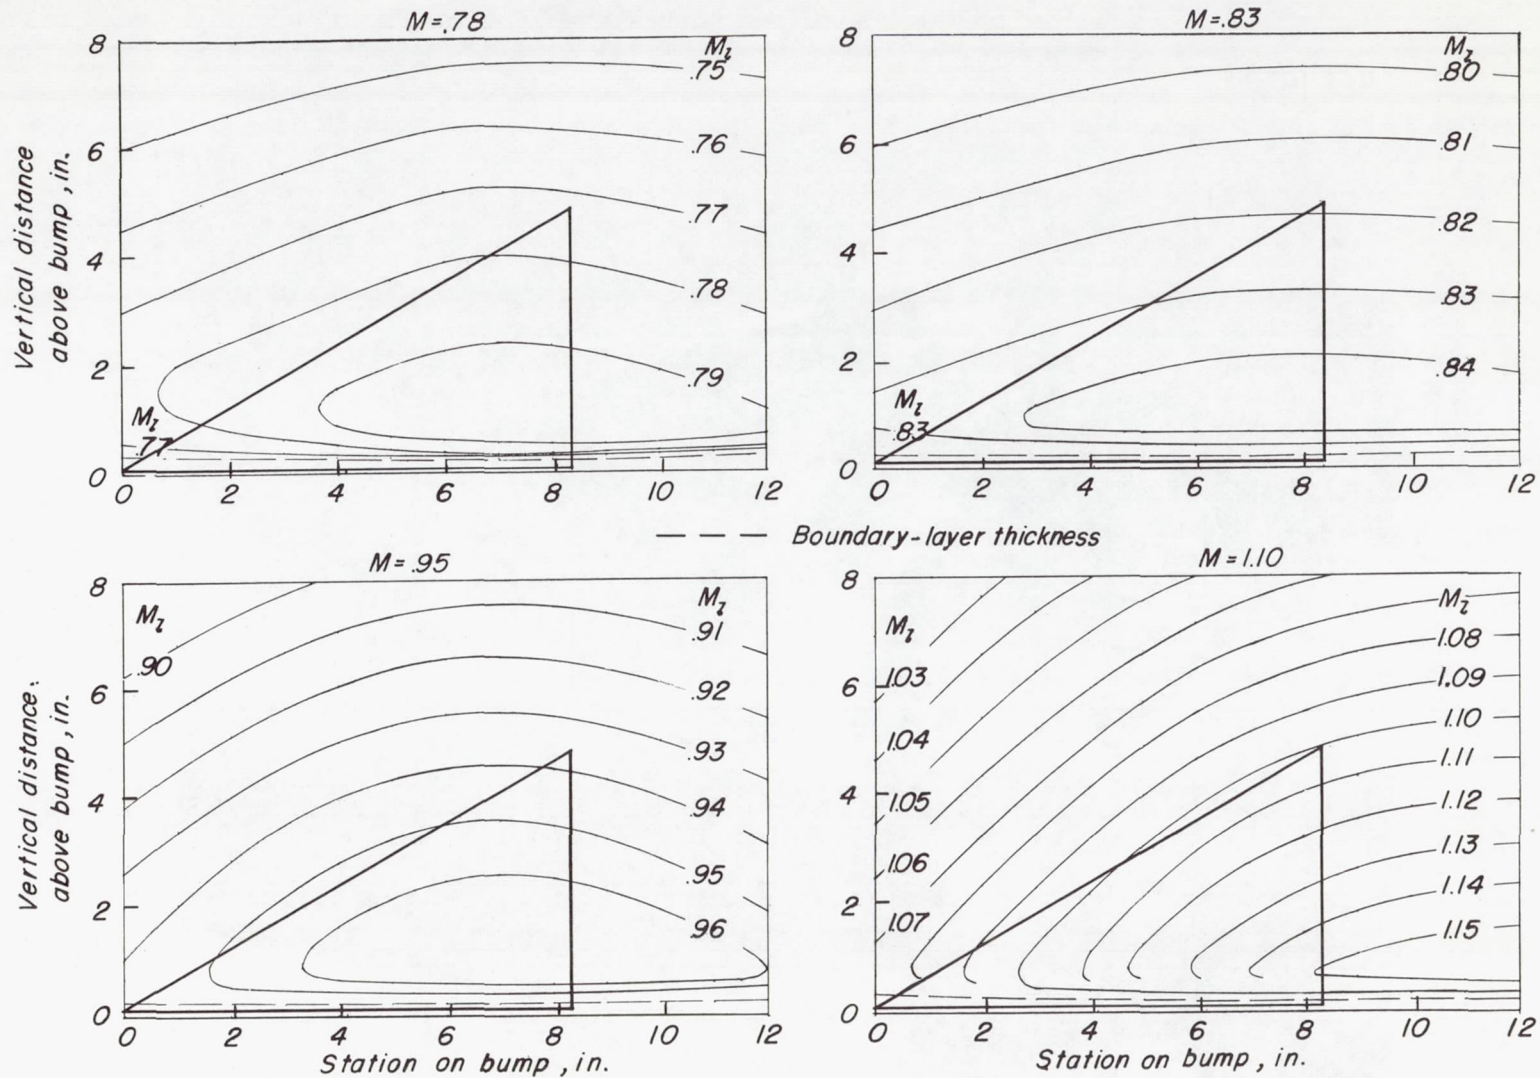 M=.78
8
6
4
2
0
Vertical distance
above bump, in.
M_l
.75
.76
.77
.78
.79
M_l
.77
0 2 4 6 8 10 12
M=.83
8
6
4
2
0
M_l
.80
.81
.82
.83
.84
M_l
.83
0 2 4 6 8 10 12
— — — Boundary-layer thickness
M=.95
8
6
4
2
0
Vertical distance
above bump, in.
M_l
.90
M_l
.91
.92
.93
.94
.95
.96
0 2 4 6 8 10 12
Station on bump, in.
M=1.10
8
6
4
2
0
M_l
1.03
1.04
1.05
1.06
1.07
M_l
1.08
1.09
1.10
1.11
1.12
1.13
1.14
1.15
0 2 4 6 8 10 12
Station on bump, in.